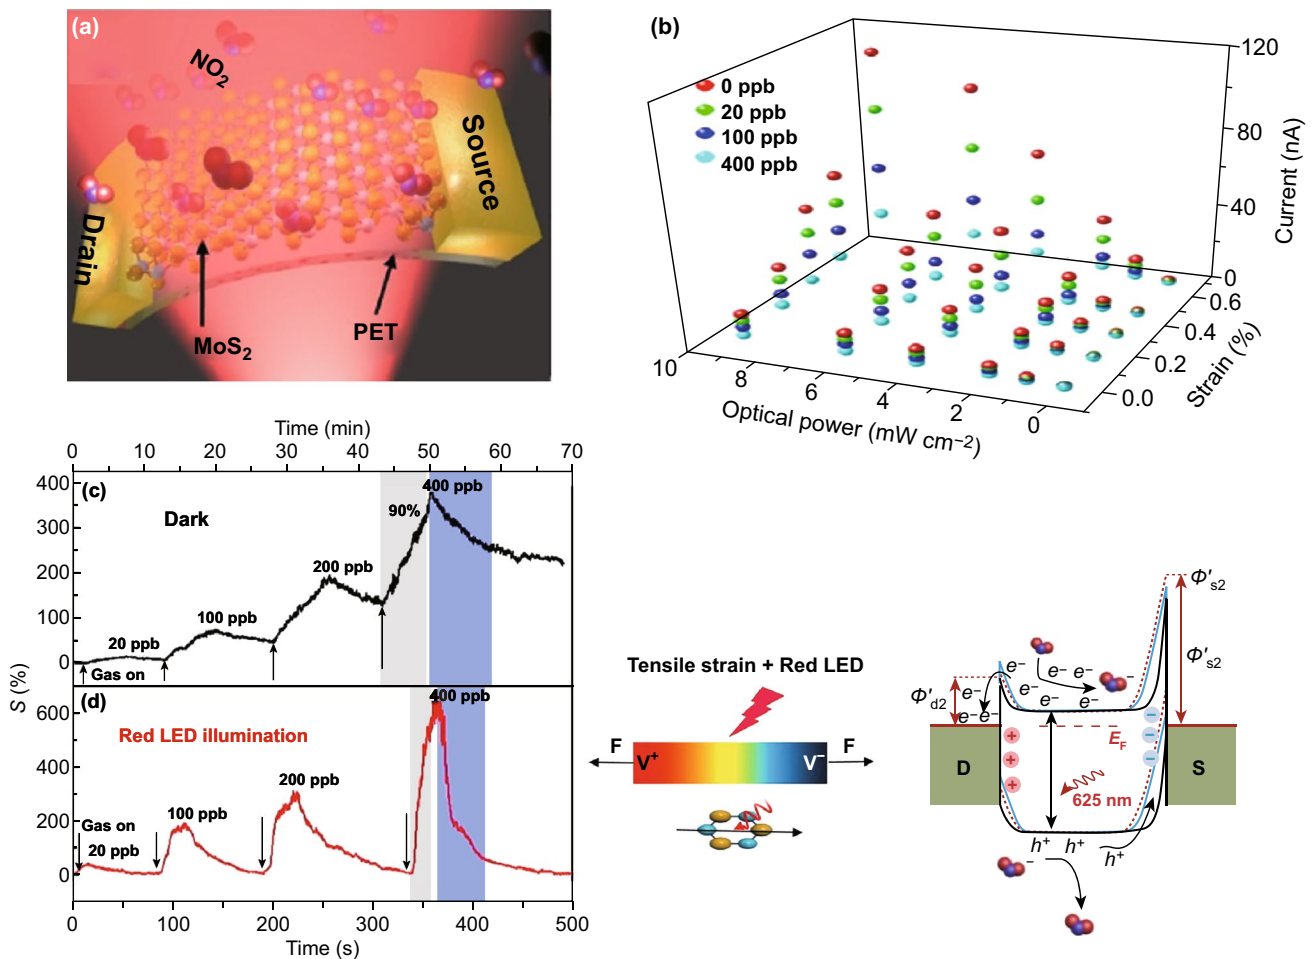 (a)
NO2
Source
Drain
MoS2
PET
(b)
0 ppb
20 ppb
100 ppb
400 ppb
120
80
40
0
Current (nA)
0.6
0.4
0.2
0.0
Strain (%)
10
8
6
4
2
0
Optical power (mW cm−2)
Time (min)
0 10 20 30 40 50 60 70
(c)
400
300
200
100
0
Dark
20 ppb
Gas on
100 ppb
200 ppb
90%
400 ppb
S (%)
(d)
600
400
200
0
Red LED illumination
Gas on
20 ppb
100 ppb
200 ppb
400 ppb
0 100 200 300 400 500
Time (s)
Tensile strain + Red LED
F V+ V− F
Φ′s2
Φ′s2
Φ′d2
e− e− e− −
e− e− e− e−
e− e−
+ −
+ −
+ −
EF
D
S
625 nm
h+ h+ h+
−